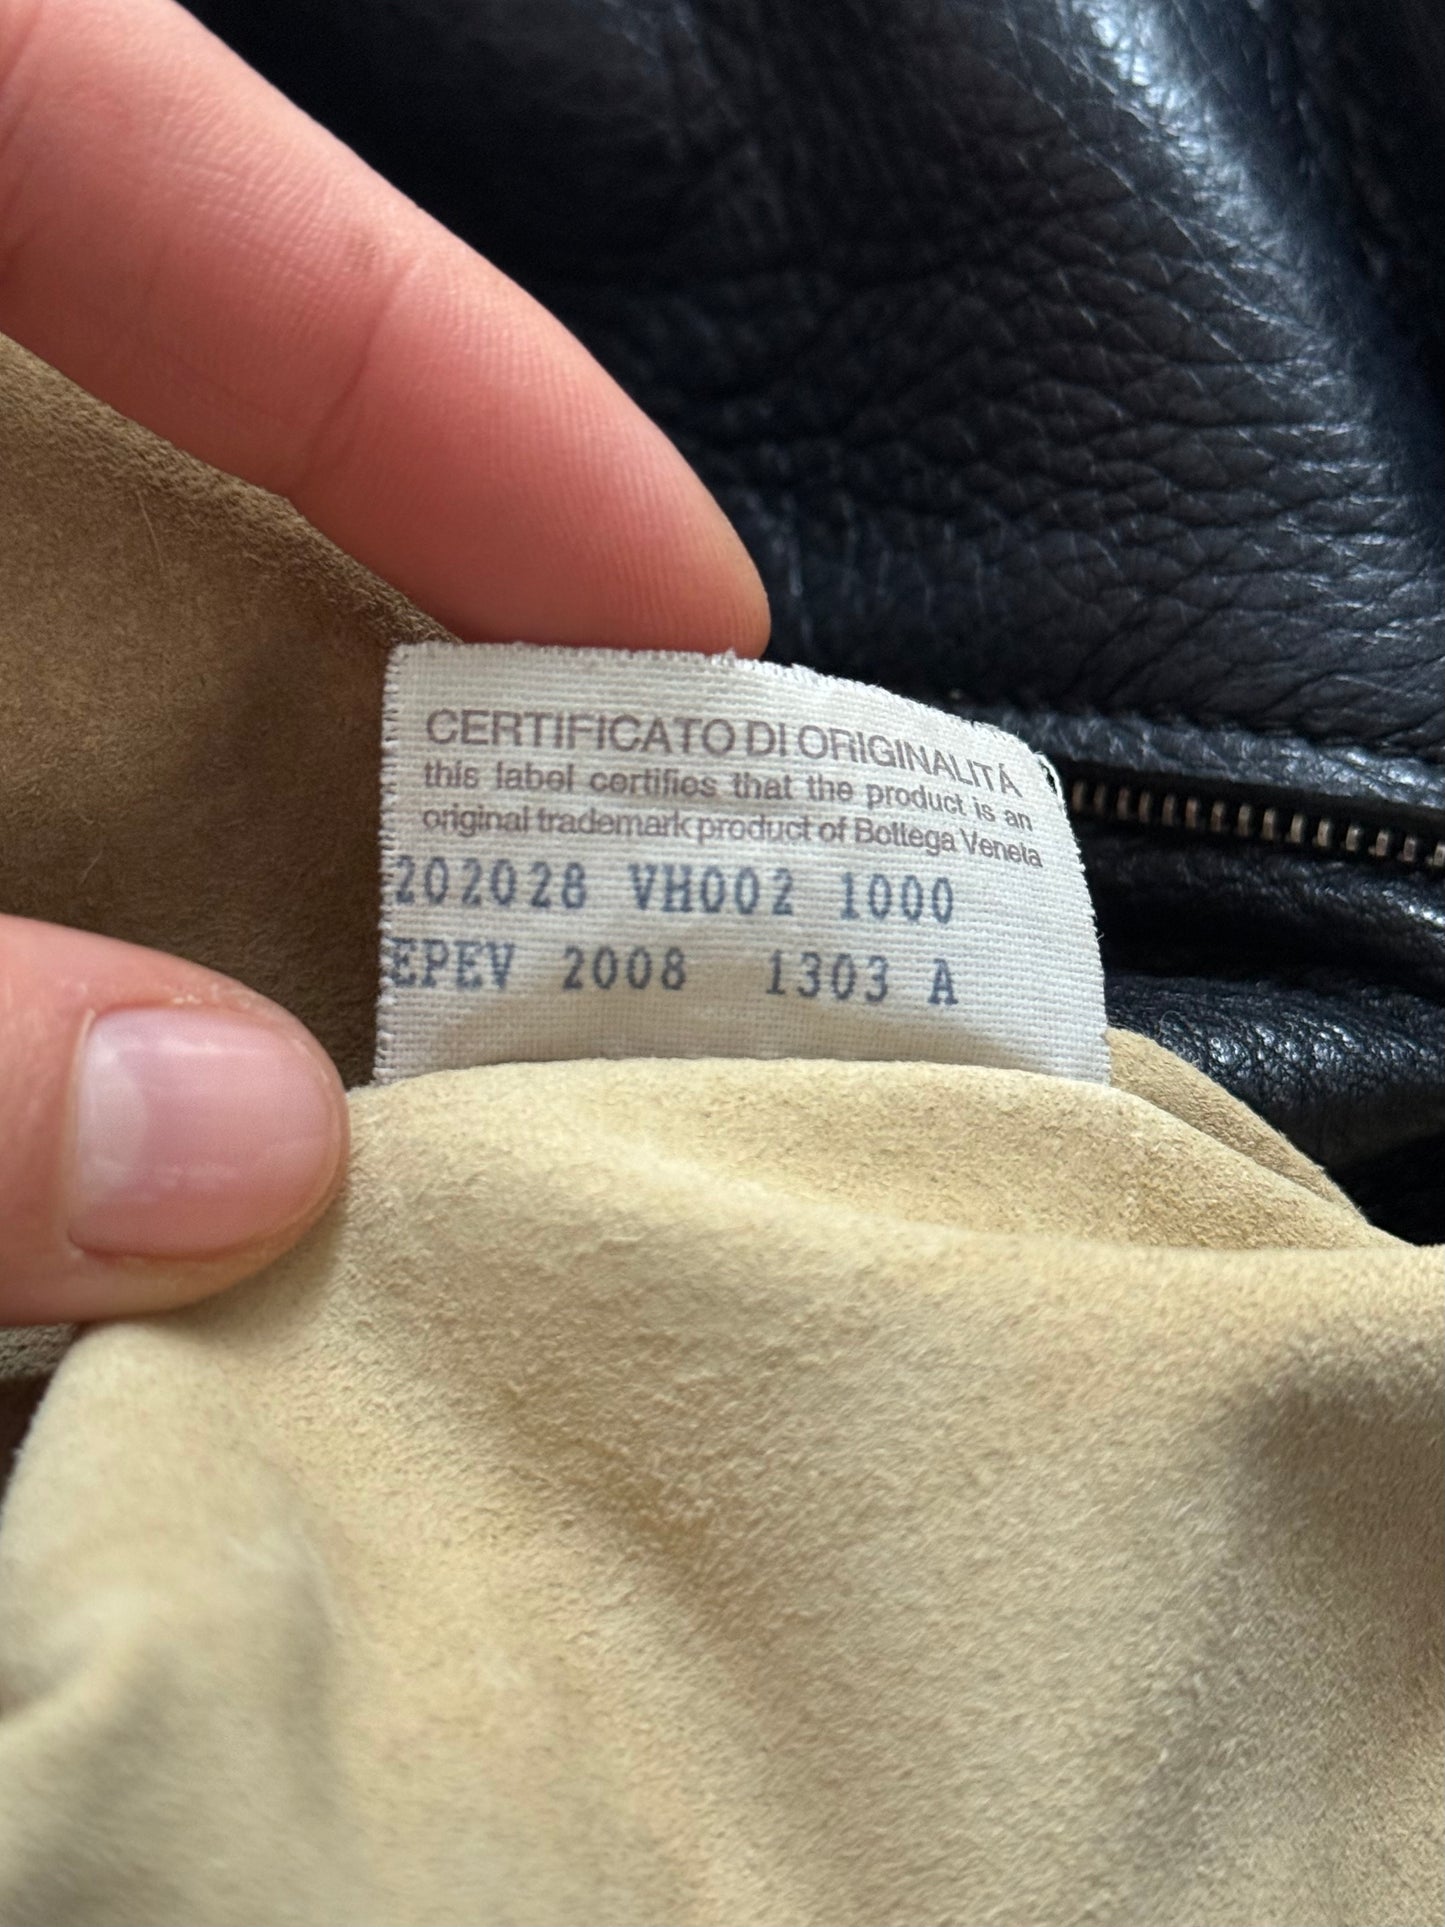 CERTIFICATO DI ORIGINALITÁ
this label certifies that the product is an
original trademark product of Bottega Veneta
202028 VH002 1000
EPEV 2008 1303 A